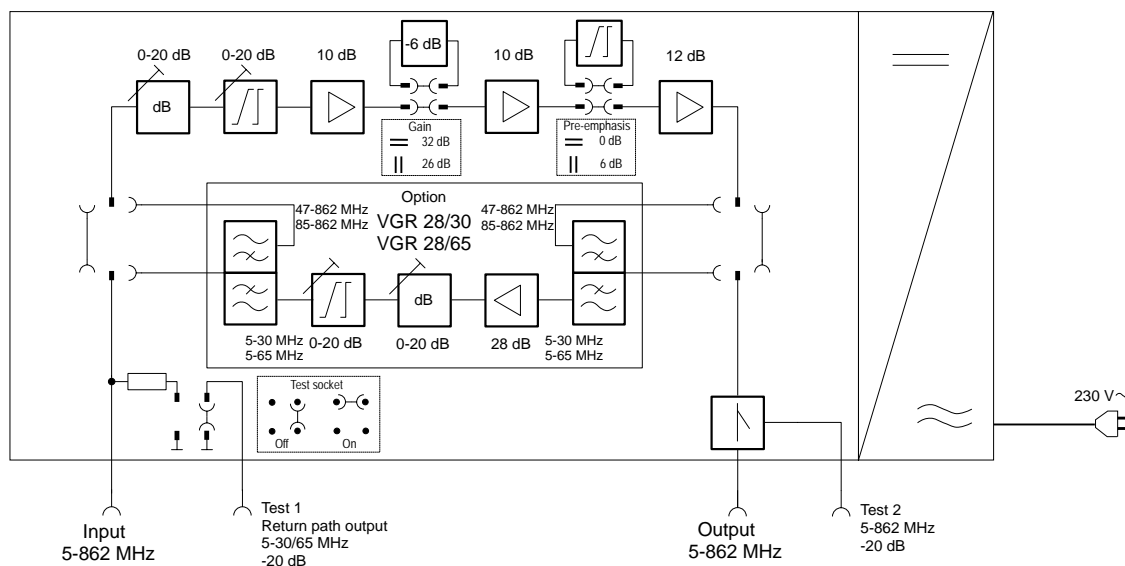 0-20 dB
0-20 dB
10 dB
-6 dB
10 dB
12 dB
dB
Gain
32 dB
26 dB
Pre-emphasis
0 dB
6 dB
Option
47-862 MHz
85-862 MHz
VGR 28/30
VGR 28/65
47-862 MHz
85-862 MHz
dB
5-30 MHz
5-65 MHz
0-20 dB
0-20 dB
28 dB
5-30 MHz
5-65 MHz
Test socket
Off
On
230 V~
Input
5-862 MHz
Test 1
Return path output
5-30/65 MHz
-20 dB
Output
5-862 MHz
Test 2
5-862 MHz
-20 dB